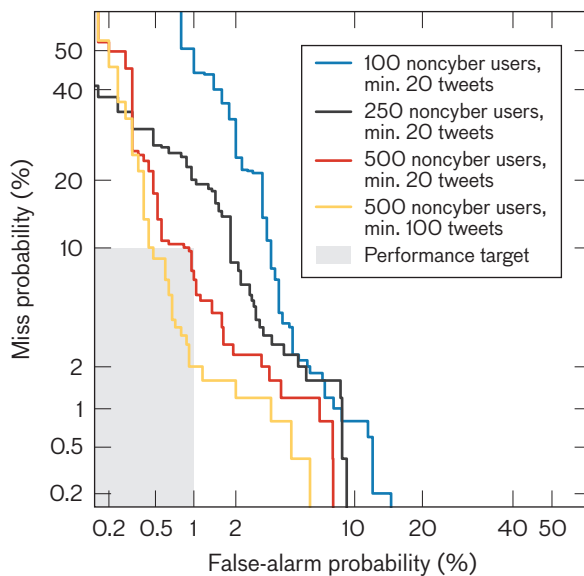 50
40
20
10
2
1
0.5
0.2
Miss probability (%)
100 noncyber users,
min. 20 tweets
250 noncyber users,
min. 20 tweets
500 noncyber users,
min. 20 tweets
500 noncyber users,
min. 100 tweets
Performance target
0.2 0.5 1 2 10 20 40 50
False-alarm probability (%)